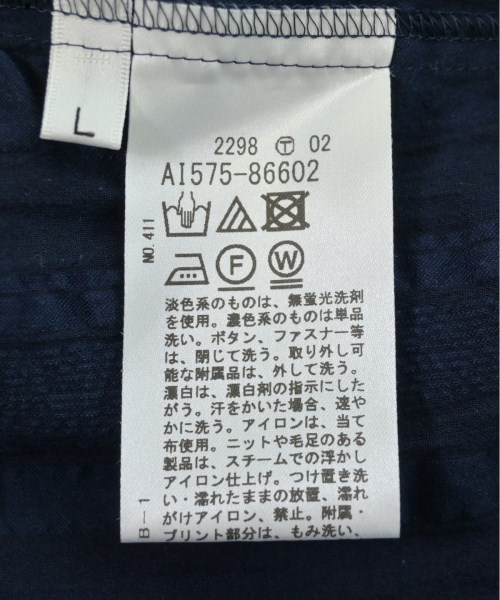 L
2298 Ⓣ 02
AI575-86602
NO.411
F
W
淡色系のものは、無蛍光洗剤
を使用。濃色系のものは単品
洗い。ボタン、ファスナー等
は、閉じて洗う。取り外し可
能な附属品は、外して洗う。
漂白は、漂白剤の指示にした
がう。汗をかいた場合、速や
かに洗う。アイロンは、当て
布使用。ニットや毛足のある
製品は、スチームでの浮かし
アイロン仕上げ。つけ置き洗
い・濡れたままの放置、濡れ
がけアイロン、禁止。附属・
プリント部分は、もみ洗い、
B-1